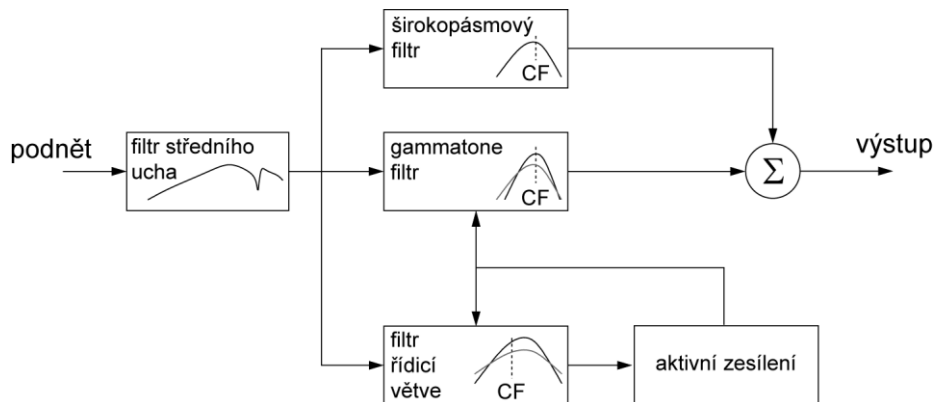 širokopásmový
filtr
CF
podnět
filtr středního
ucha
gammatone
filtr
CF
Σ
výstup
filtr
řídicí
větve
CF
aktivní zesílení